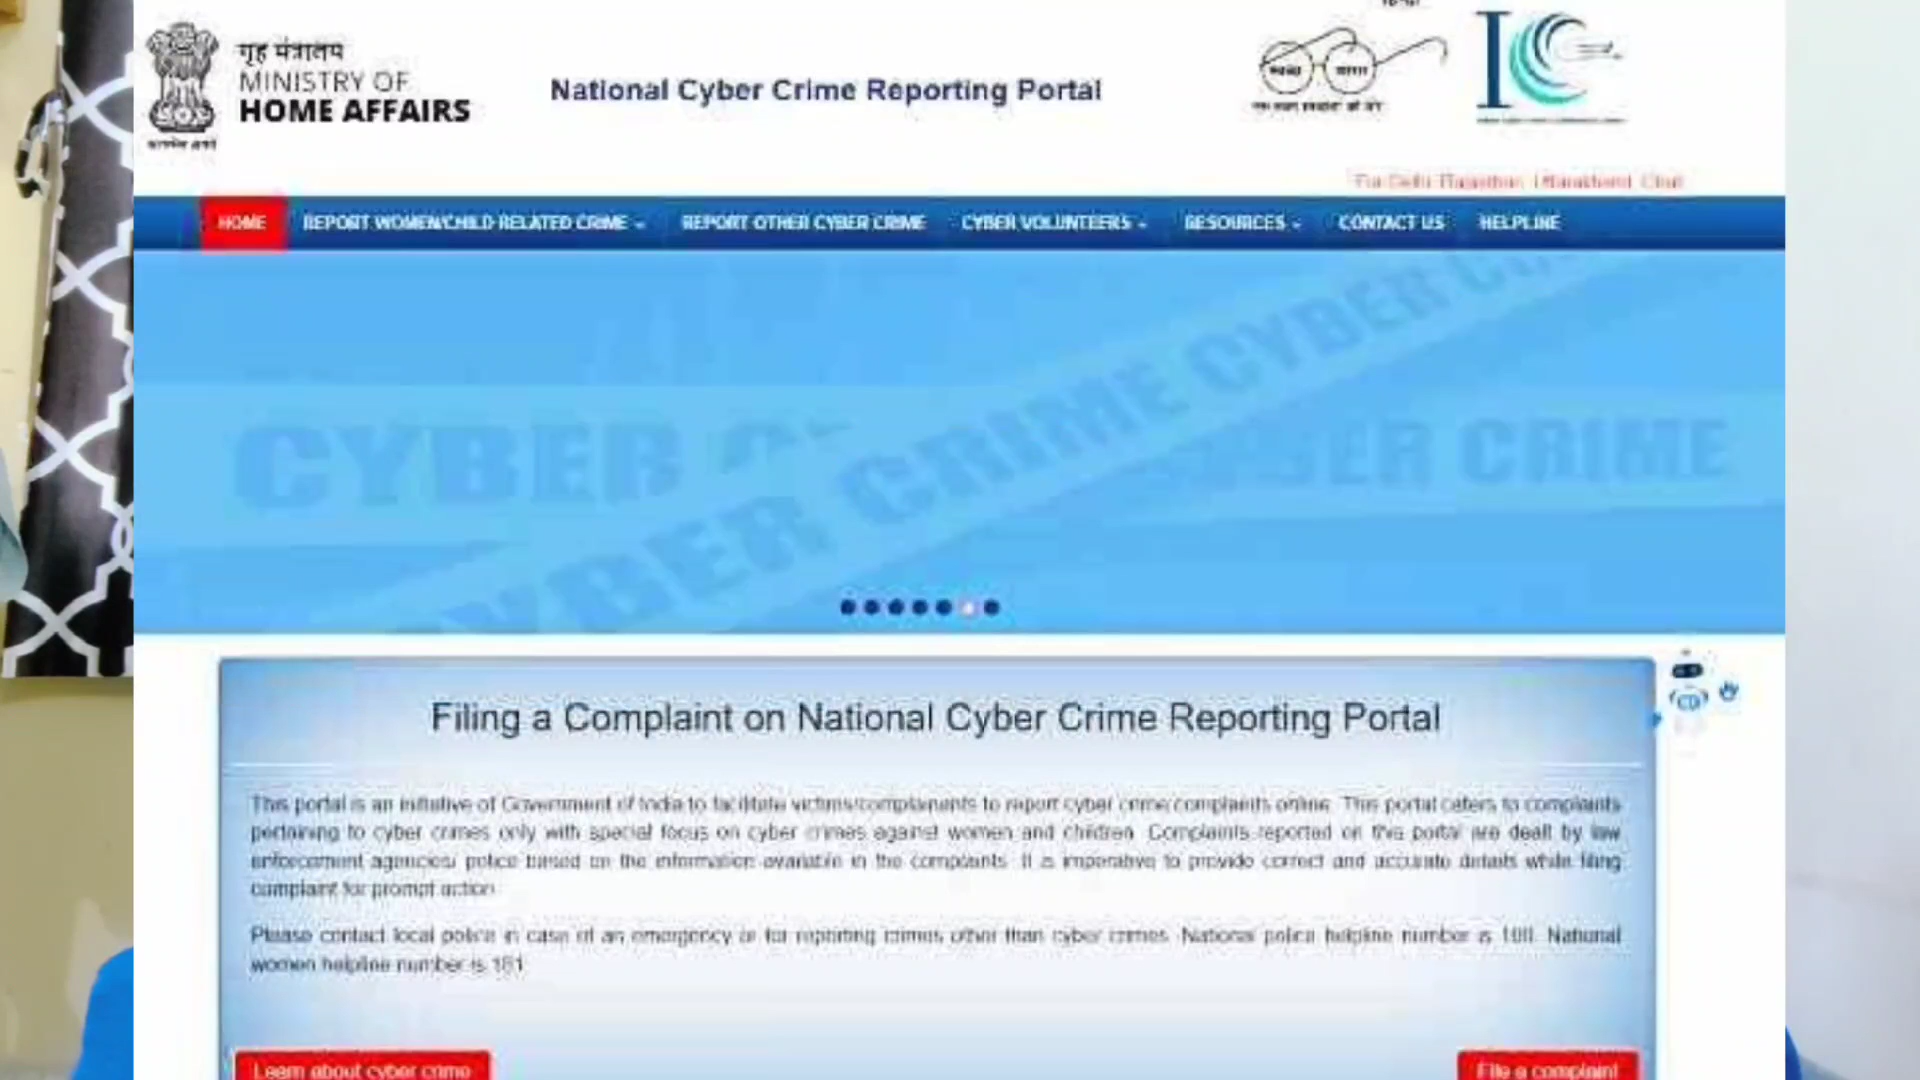 गृह मंत्रालय
MINISTRY OF
HOME AFFAIRS
National Cyber Crime Reporting Portal
HOME
REPORT WOMEN/CHILD RELATED CRIME
REPORT OTHER CYBER CRIME
CYBER VOLUNTEERS
RESOURCES
CONTACT US
HELPLINE
CYBER
CYBER CRIME CYBER
CRIME
Filing a Complaint on National Cyber Crime Reporting Portal
This portal is an initiative of Government of India to facilitate victims/complainants to report cyber crime complaints online. This portal caters to complaints
pertaining to cyber crimes only with special focus on cyber crimes against women and children. Complaints reported on this portal are dealt by law
enforcement agencies/ police based on the information available in the complaints. It is imperative to provide correct and accurate details while filing
complaint for prompt action.
Please contact local police in case of an emergency or for reporting crimes other than cyber crimes. National police helpline number is National
women helpline number is 181
Learn about cyber crime
File a complaint